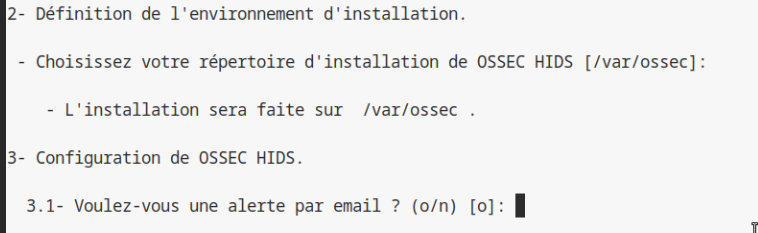 2- Définition de l'environnement d'installation.
- Choisissez votre répertoire d'installation de OSSEC HIDS [/var/ossec]:
- L'installation sera faite sur  /var/ossec .
3- Configuration de OSSEC HIDS.
3.1- Voulez-vous une alerte par email ? (o/n) [o]: